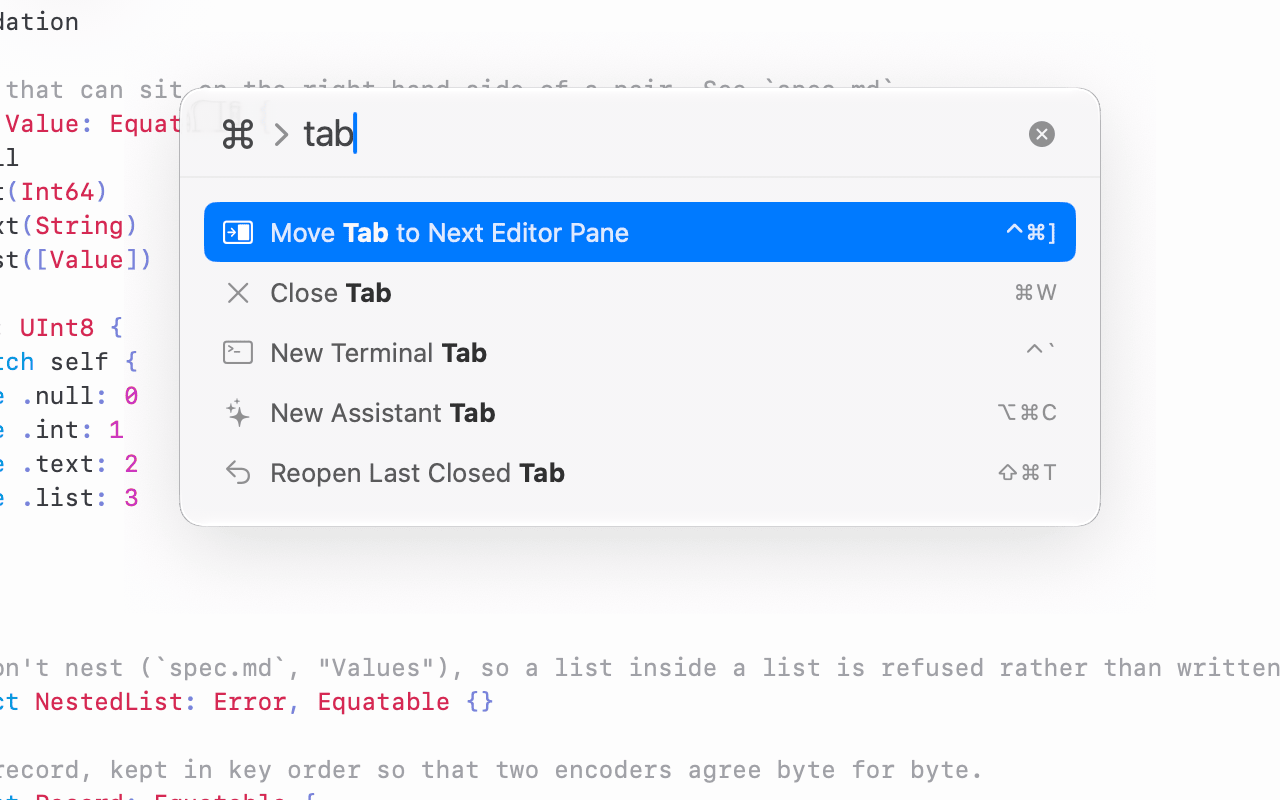 dation
that can sit on the right hand side of a pair. See `spec.md`
Value: Equat
ll
t(Int64)
xt(String)
st([Value])
: UInt8 {
tch self {
e .null: 0
e .int: 1
e .text: 2
e .list: 3
⌘ > tab
Move Tab to Next Editor Pane ⌃⌘]
Close Tab ⌘W
New Terminal Tab ⌃`
New Assistant Tab ⌥⌘C
Reopen Last Closed Tab ⇧⌘T
on't nest (`spec.md`, "Values"), so a list inside a list is refused rather than written
ct NestedList: Error, Equatable {}
record, kept in key order so that two encoders agree byte for byte.
ct Record: Equatable {